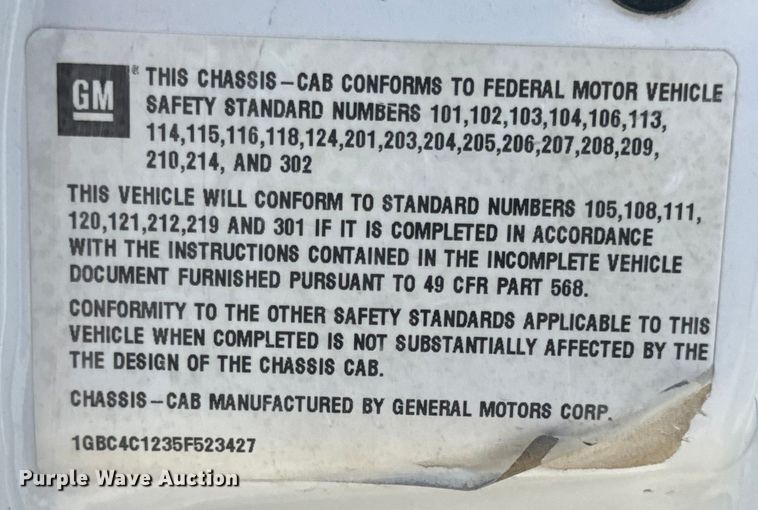 GM
® THIS CHASSIS-CAB CONFORMS TO FEDERAL MOTOR VEHICLE
SAFETY STANDARD NUMBERS 101,102,103,104,106,113,
114,115,116,118,124,201,203,204,205,206,207,208,209,
210,214, AND 302
THIS VEHICLE WILL CONFORM TO STANDARD NUMBERS 105,108,111,
120,121,212,219 AND 301 IF IT IS COMPLETED IN ACCORDANCE
WITH THE INSTRUCTIONS CONTAINED IN THE INCOMPLETE VEHICLE
DOCUMENT FURNISHED PURSUANT TO 49 CFR PART 568.
CONFORMITY TO THE OTHER SAFETY STANDARDS APPLICABLE TO THIS
VEHICLE WHEN COMPLETED IS NOT SUBSTANTIALLY AFFECTED BY THE
THE DESIGN OF THE CHASSIS CAB.
CHASSIS-CAB MANUFACTURED BY GENERAL MOTORS CORP.
1GBC4C1235F523427
Purple Wave Auction